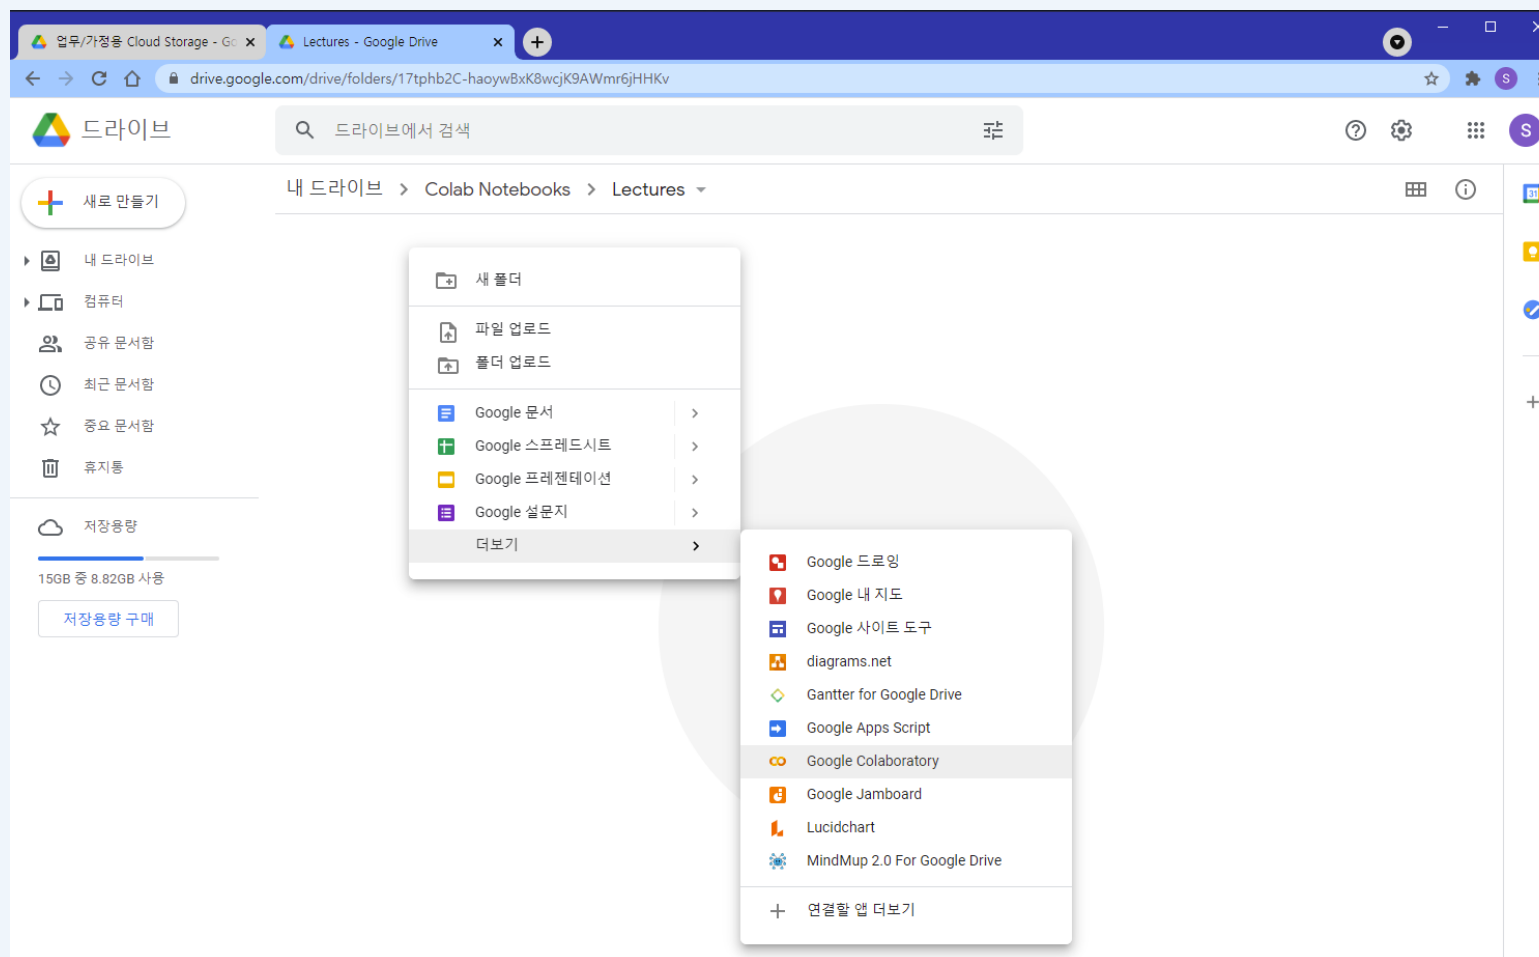 업무/가정용 Cloud Storage - Go
Lectures - Google Drive
drive.google.com/drive/folders/17tphb2C-haoywBxK8wcjK9AWmr6jHHKv
S
드라이브
드라이브에서 검색
S
새로 만들기
내 드라이브 > Colab Notebooks > Lectures
31
내 드라이브
컴퓨터
공유 문서함
최근 문서함
중요 문서함
휴지통
저장용량
15GB 중 8.82GB 사용
저장용량 구매
새 폴더
파일 업로드
폴더 업로드
Google 문서
Google 스프레드시트
Google 프레젠테이션
Google 설문지
더보기
Google 드로잉
Google 내 지도
Google 사이트 도구
diagrams.net
Gantter for Google Drive
Google Apps Script
Google Colaboratory
Google Jamboard
Lucidchart
MindMup 2.0 For Google Drive
연결할 앱 더보기